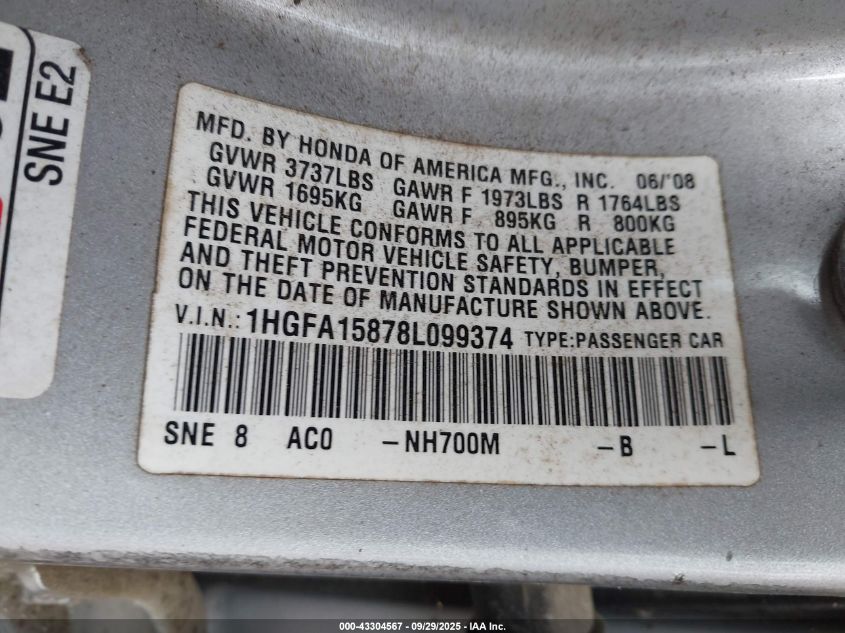 SNE E2
MFD. BY HONDA OF AMERICA MFG., INC. 06/'08
GVWR 3737LBS GAWR F 1973LBS R 1764LBS
GVWR 1695KG GAWR F 895KG R 800KG
THIS VEHICLE CONFORMS TO ALL APPLICABLE
FEDERAL MOTOR VEHICLE SAFETY, BUMPER,
AND THEFT PREVENTION STANDARDS IN EFFECT
ON THE DATE OF MANUFACTURE SHOWN ABOVE.
V.I.N.: 1HGFA15878L099374 TYPE:PASSENGER CAR
SNE 8 AC0 -NH700M -B -L
000-43304567 - 09/29/2025 - IAA Inc.